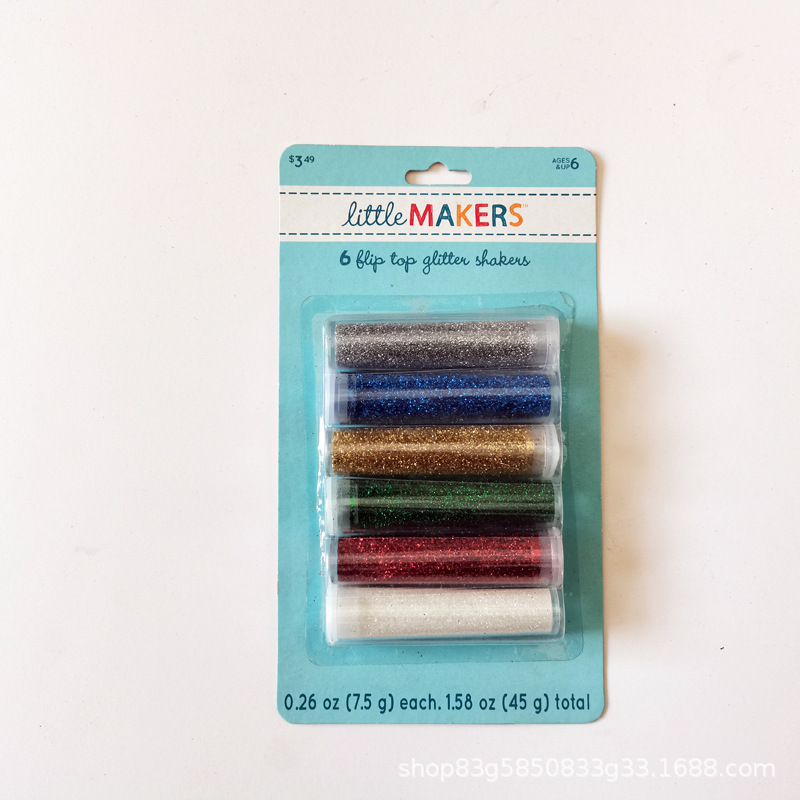 $3 49
AGES
& UP 6
little MAKERS™
6 flip top glitter shakers
0.26 oz (7.5 g) each. 1.58 oz (45 g) total
shop83g5850833g33.1688.com